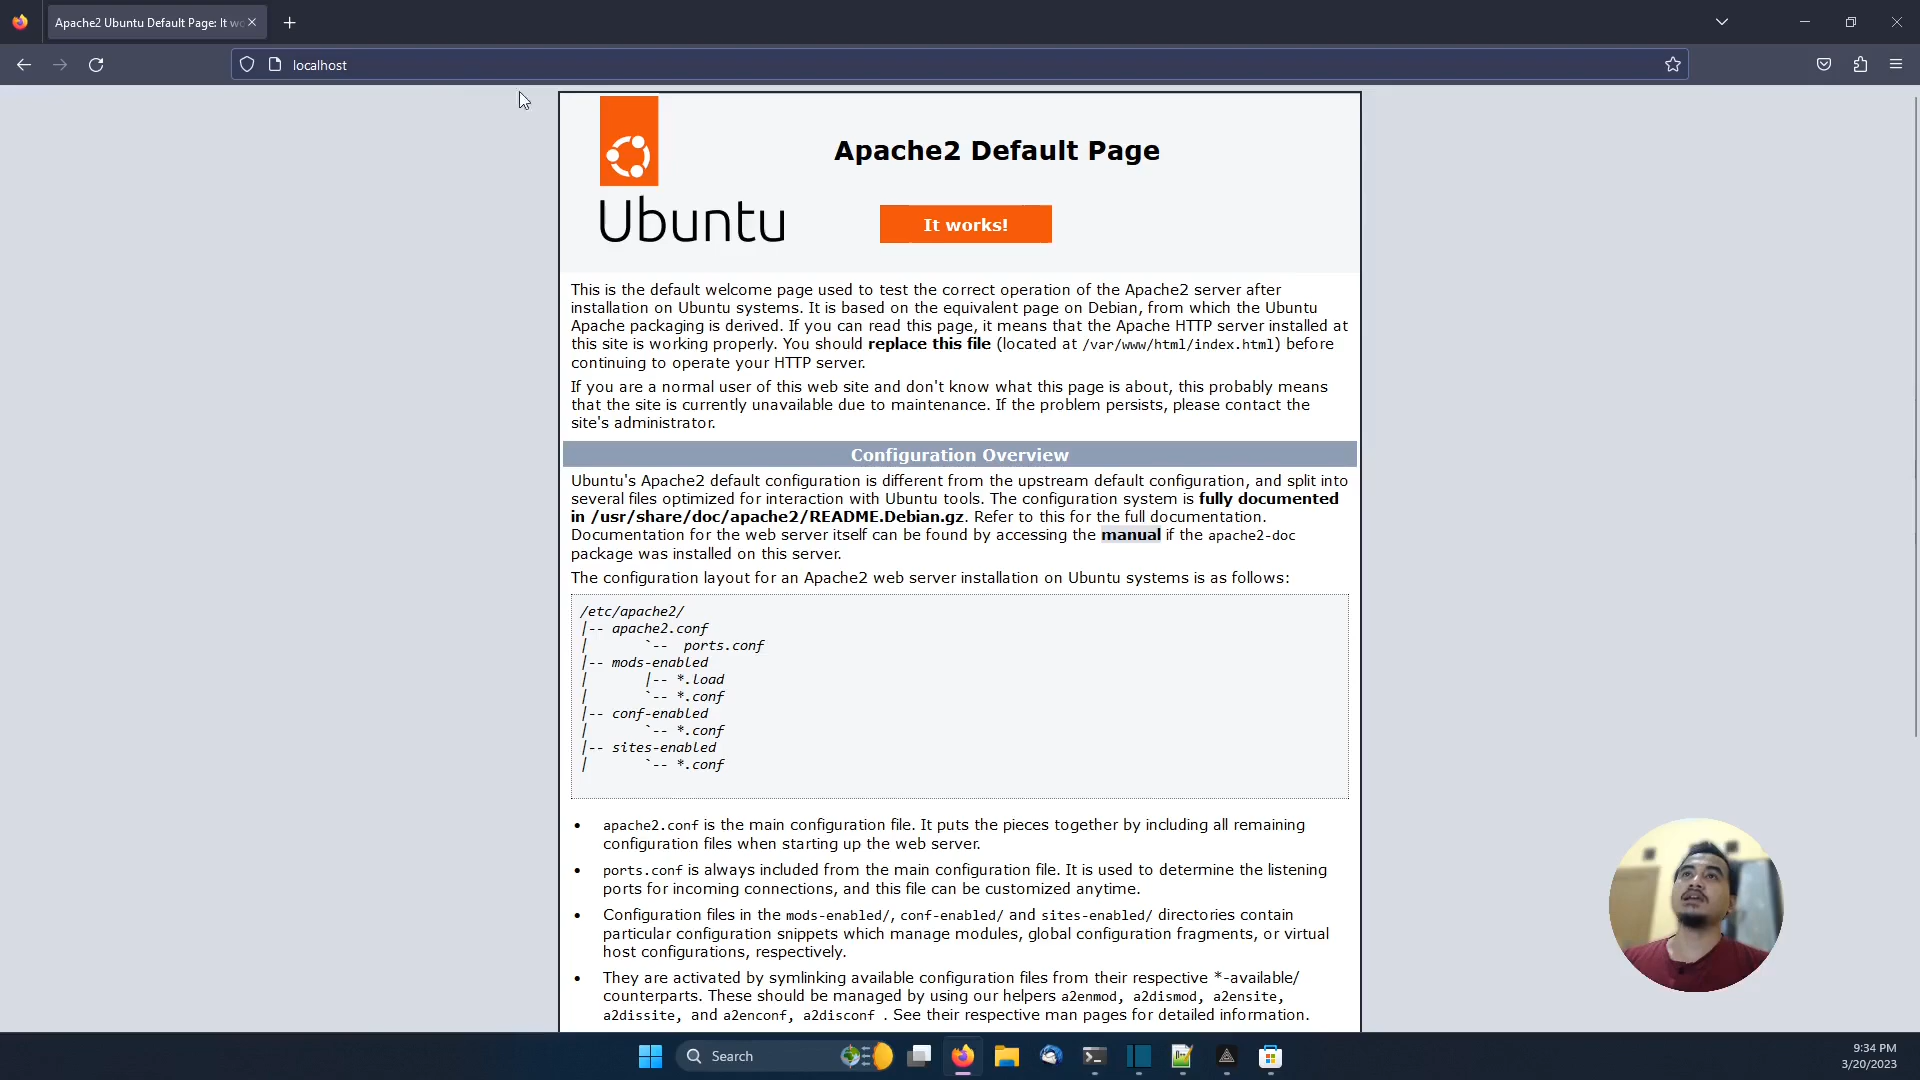 Apache2 Ubuntu Default Page: It wo
localhost
Apache2 Default Page
Ubuntu
It works!
This is the default welcome page used to test the correct operation of the Apache2 server after
installation on Ubuntu systems. It is based on the equivalent page on Debian, from which the Ubuntu
Apache packaging is derived. If you can read this page, it means that the Apache HTTP server installed at
this site is working properly. You should replace this file (located at /var/www/html/index.html) before
continuing to operate your HTTP server.
If you are a normal user of this web site and don't know what this page is about, this probably means
that the site is currently unavailable due to maintenance. If the problem persists, please contact the
site's administrator.
Configuration Overview
Ubuntu's Apache2 default configuration is different from the upstream default configuration, and split into
several files optimized for interaction with Ubuntu tools. The configuration system is fully documented
in /usr/share/doc/apache2/README.Debian.gz. Refer to this for the full documentation.
Documentation for the web server itself can be found by accessing the manual if the apache2-doc
package was installed on this server.
The configuration layout for an Apache2 web server installation on Ubuntu systems is as follows:
/etc/apache2/
|-- apache2.conf
|       `--  ports.conf
|-- mods-enabled
|       |-- *.load
|       `-- *.conf
|-- conf-enabled
|       `-- *.conf
|-- sites-enabled
|       `-- *.conf
• apache2.conf is the main configuration file. It puts the pieces together by including all remaining
configuration files when starting up the web server.
• ports.conf is always included from the main configuration file. It is used to determine the listening
ports for incoming connections, and this file can be customized anytime.
• Configuration files in the mods-enabled/, conf-enabled/ and sites-enabled/ directories contain
particular configuration snippets which manage modules, global configuration fragments, or virtual
host configurations, respectively.
• They are activated by symlinking available configuration files from their respective *-available/
counterparts. These should be managed by using our helpers a2enmod, a2dismod, a2ensite,
a2dissite, and a2enconf, a2disconf . See their respective man pages for detailed information.
Search
9:34 PM
3/20/2023